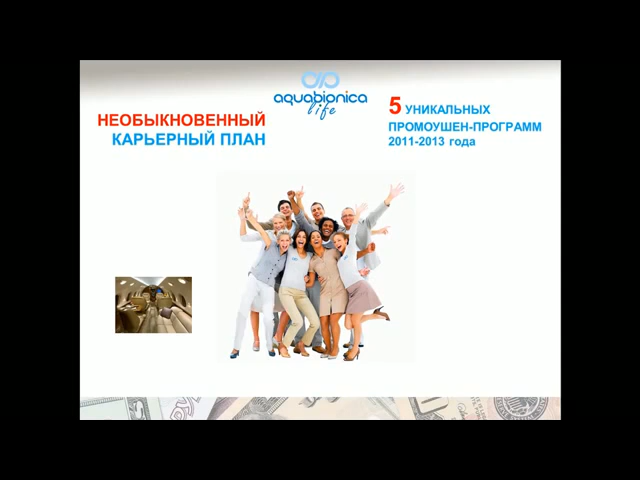 aquabionica
life
НЕОБЫКНОВЕННЫЙ
КАРЬЕРНЫЙ ПЛАН
5 УНИКАЛЬНЫХ
ПРОМОУШЕН-ПРОГРАММ
2011-2013 года